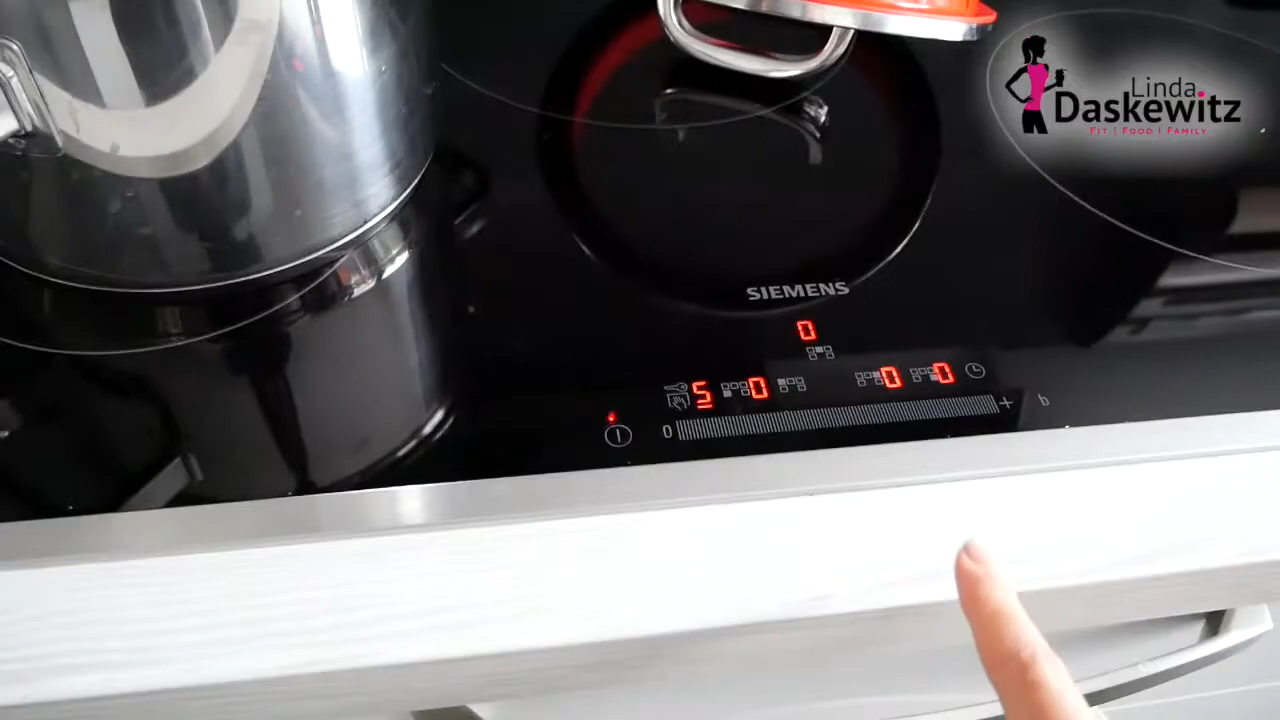 Linda
Daskewitz
FIT | FOOD | FAMILY
SIEMENS
0
5 0 0 0
0 +